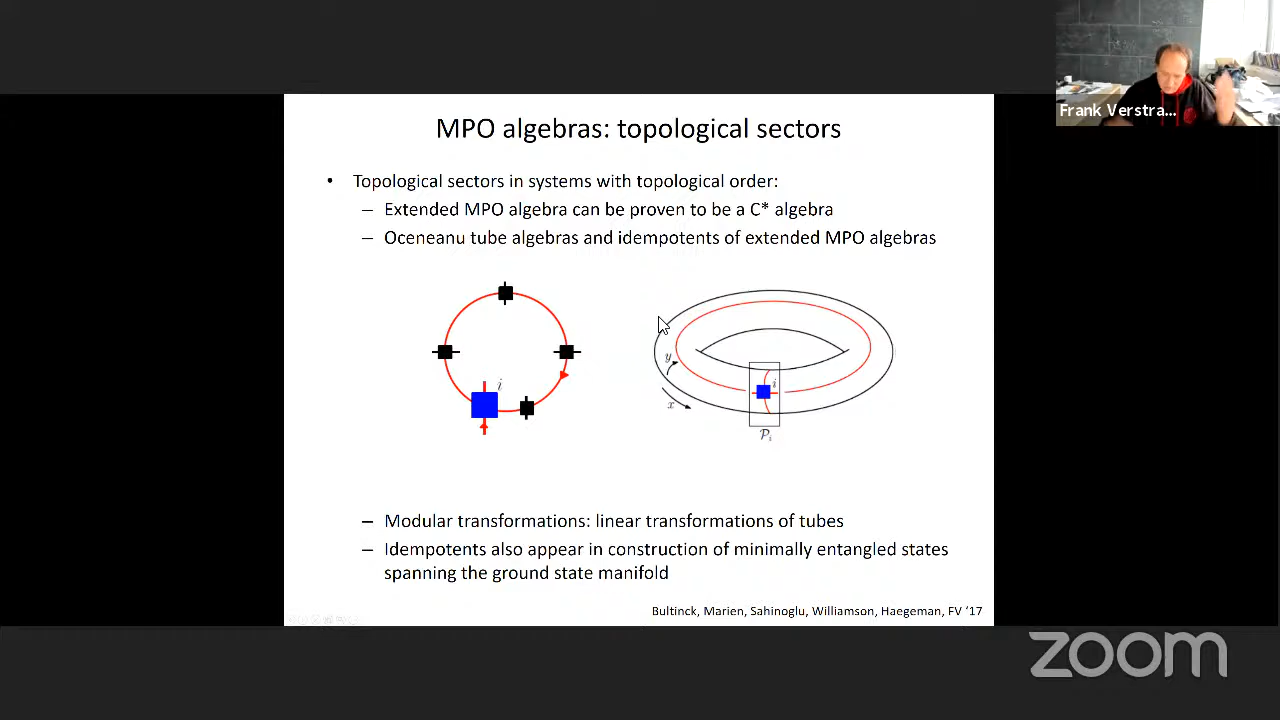 Frank Verstra...
MPO algebras: topological sectors
• Topological sectors in systems with topological order:
– Extended MPO algebra can be proven to be a C* algebra
– Oceneanu tube algebras and idempotents of extended MPO algebras
i
y
x
i
𝒫i
– Modular transformations: linear transformations of tubes
– Idempotents also appear in construction of minimally entangled states
spanning the ground state manifold
Bultinck, Marien, Sahinoglu, Williamson, Haegeman, FV '17
zoom